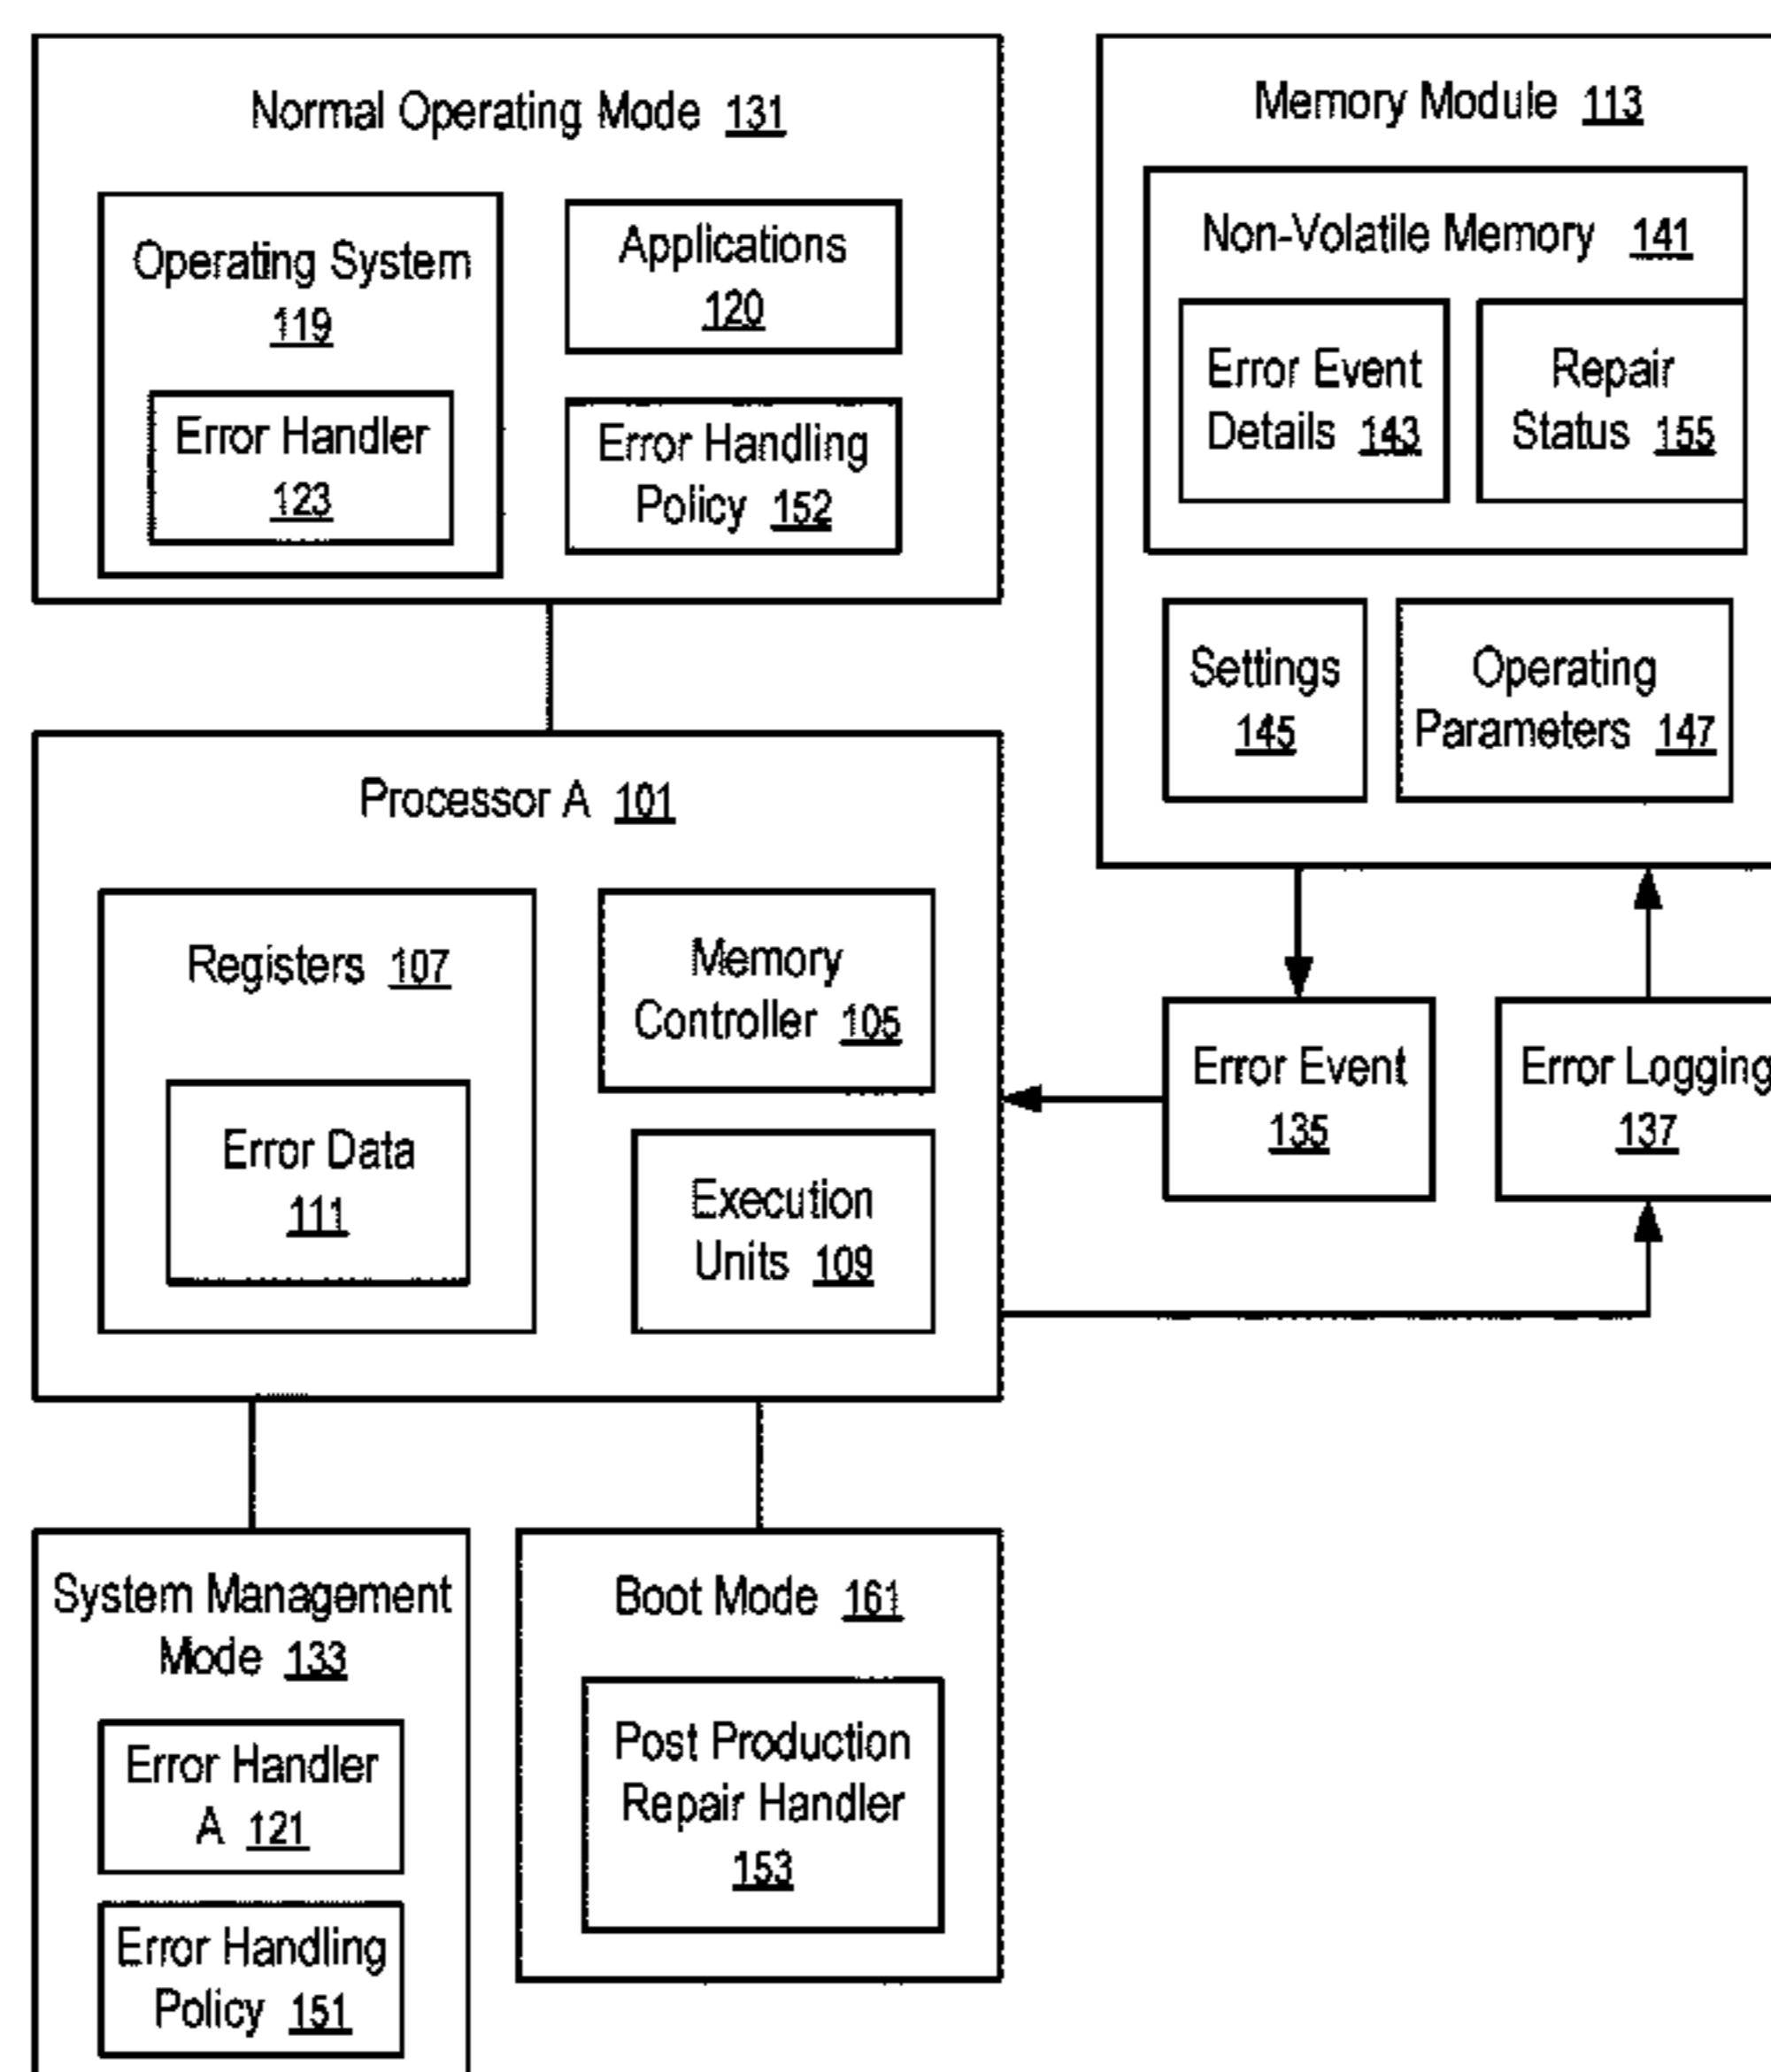 Normal Operating Mode 131
Operating System
119
Error Handler
123
Applications
120
Error Handling
Policy 152
Memory Module 113
Non-Volatile Memory 141
Error Event
Details 143
Repair
Status 155
Settings
145
Operating
Parameters 147
Processor A 101
Registers 107
Error Data
111
Memory
Controller 105
Execution
Units 109
Error Event
135
Error Logging
137
System Management
Mode 133
Error Handler
A 121
Error Handling
Policy 151
Boot Mode 161
Post Production
Repair Handler
153